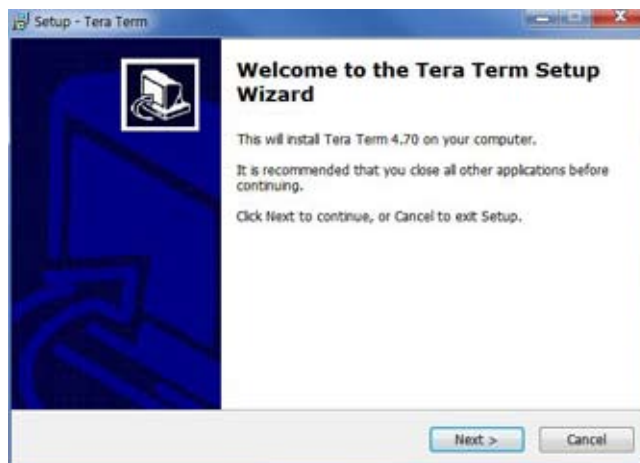 Setup - Tera Term
Welcome to the Tera Term Setup
Wizard
This will install Tera Term 4.70 on your computer.
It is recommended that you close all other applications before
continuing.
Click Next to continue, or Cancel to exit Setup.
Next >
Cancel